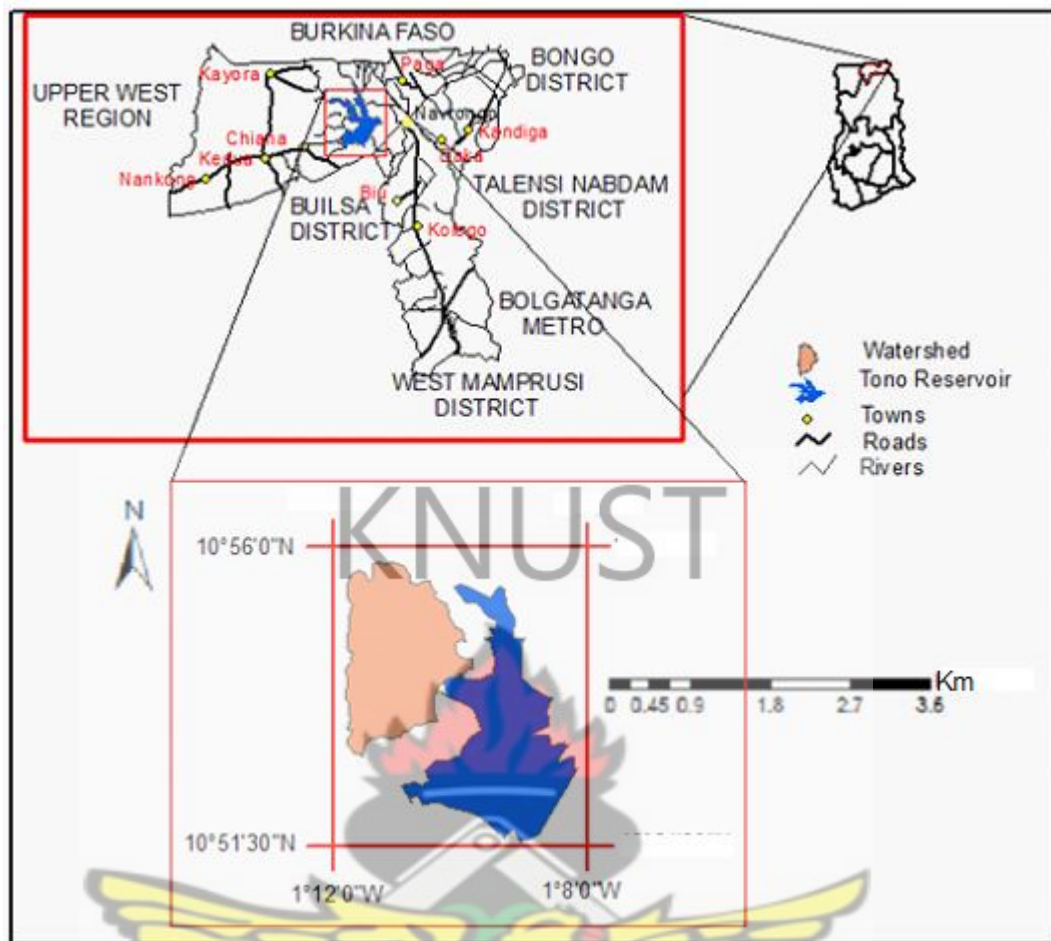 BURKINA FASO
Paga
BONGO
DISTRICT
Kayora
UPPER WEST
REGION
Navrongo
Kandiga
Chiana
Nankong
TALENSI NABDAM
DISTRICT
Biu
BUILSA
DISTRICT
Kologo
BOLGATANGA
METRO
WEST MAMPRUSI
DISTRICT
Watershed
Tono Reservoir
Towns
Roads
Rivers
KNUST
N
10°56'0"N
Km
0 0.45 0.9 1.8 2.7 3.6
10°51'30"N
1°12'0"W
1°8'0"W